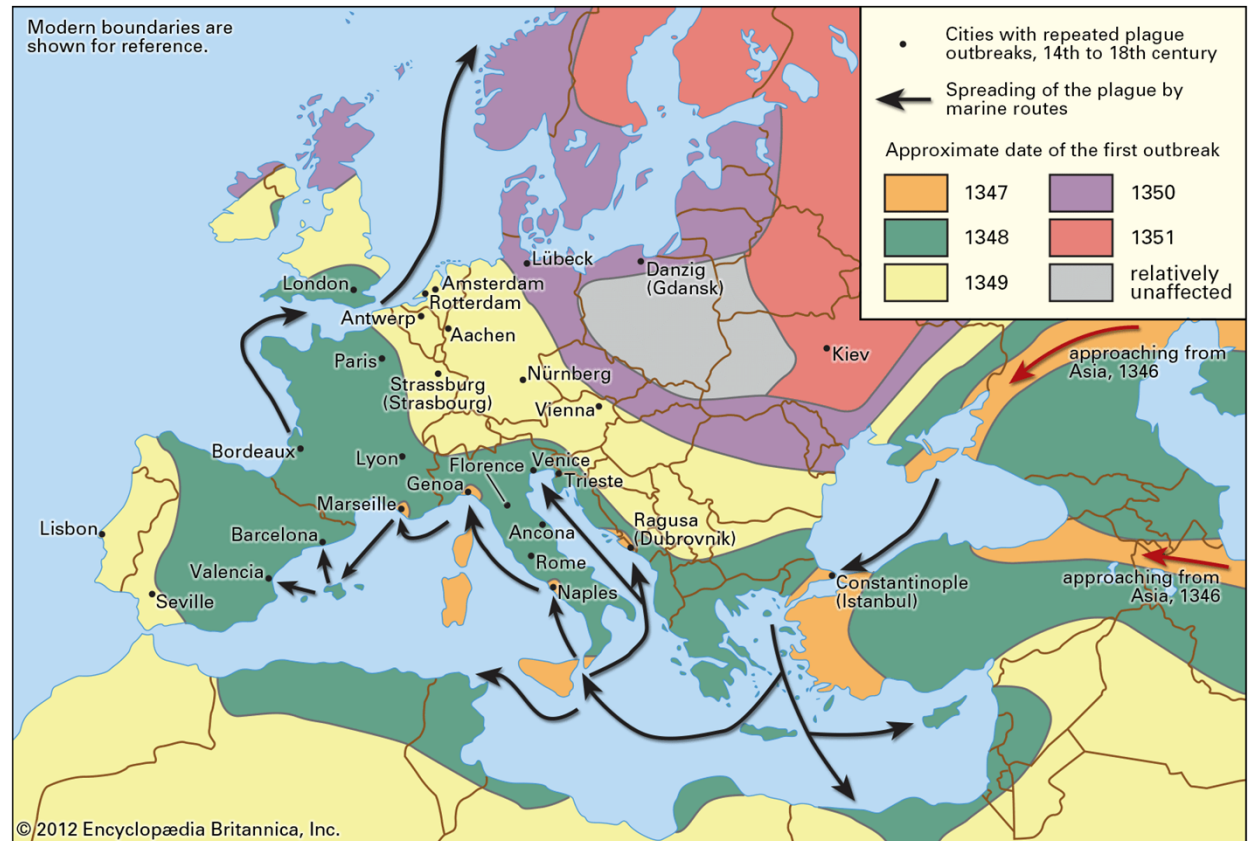 Modern boundaries are
shown for reference.
Cities with repeated plague
outbreaks, 14th to 18th century
Spreading of the plague by
marine routes
Approximate date of the first outbreak
1347
1350
1348
1351
1349
relatively
unaffected
Lübeck
Danzig
(Gdansk)
London
Amsterdam
Rotterdam
Antwerp
Aachen
Kiev
Paris
Nürnberg
Strassburg
(Strasbourg)
Vienna
approaching from
Asia, 1346
Bordeaux
Lyon
Florence
Venice
Trieste
Genoa
Marseille
Lisbon
Barcelona
Ancona
Ragusa
(Dubrovnik)
Rome
Valencia
Naples
Seville
Constantinople
(Istanbul)
approaching from
Asia, 1346
© 2012 Encyclopædia Britannica, Inc.